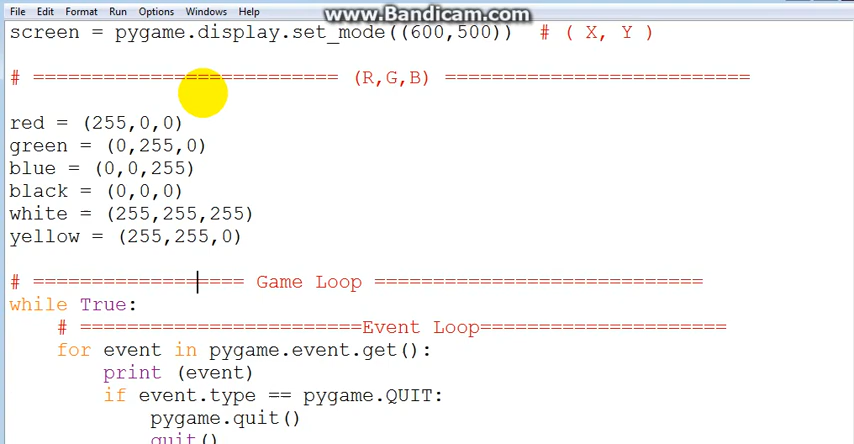 www.Bandicam.com
File Edit Format Run Options Windows Help
screen = pygame.display.set_mode((600,500))  # ( X, Y )
# ========================== (R,G,B) ==========================
red = (255,0,0)
green = (0,255,0)
blue = (0,0,255)
black = (0,0,0)
white = (255,255,255)
yellow = (255,255,0)
# ================== Game Loop ============================
while True:
    # ========================Event Loop=====================
    for event in pygame.event.get():
        print (event)
        if event.type == pygame.QUIT:
            pygame.quit()
            quit()